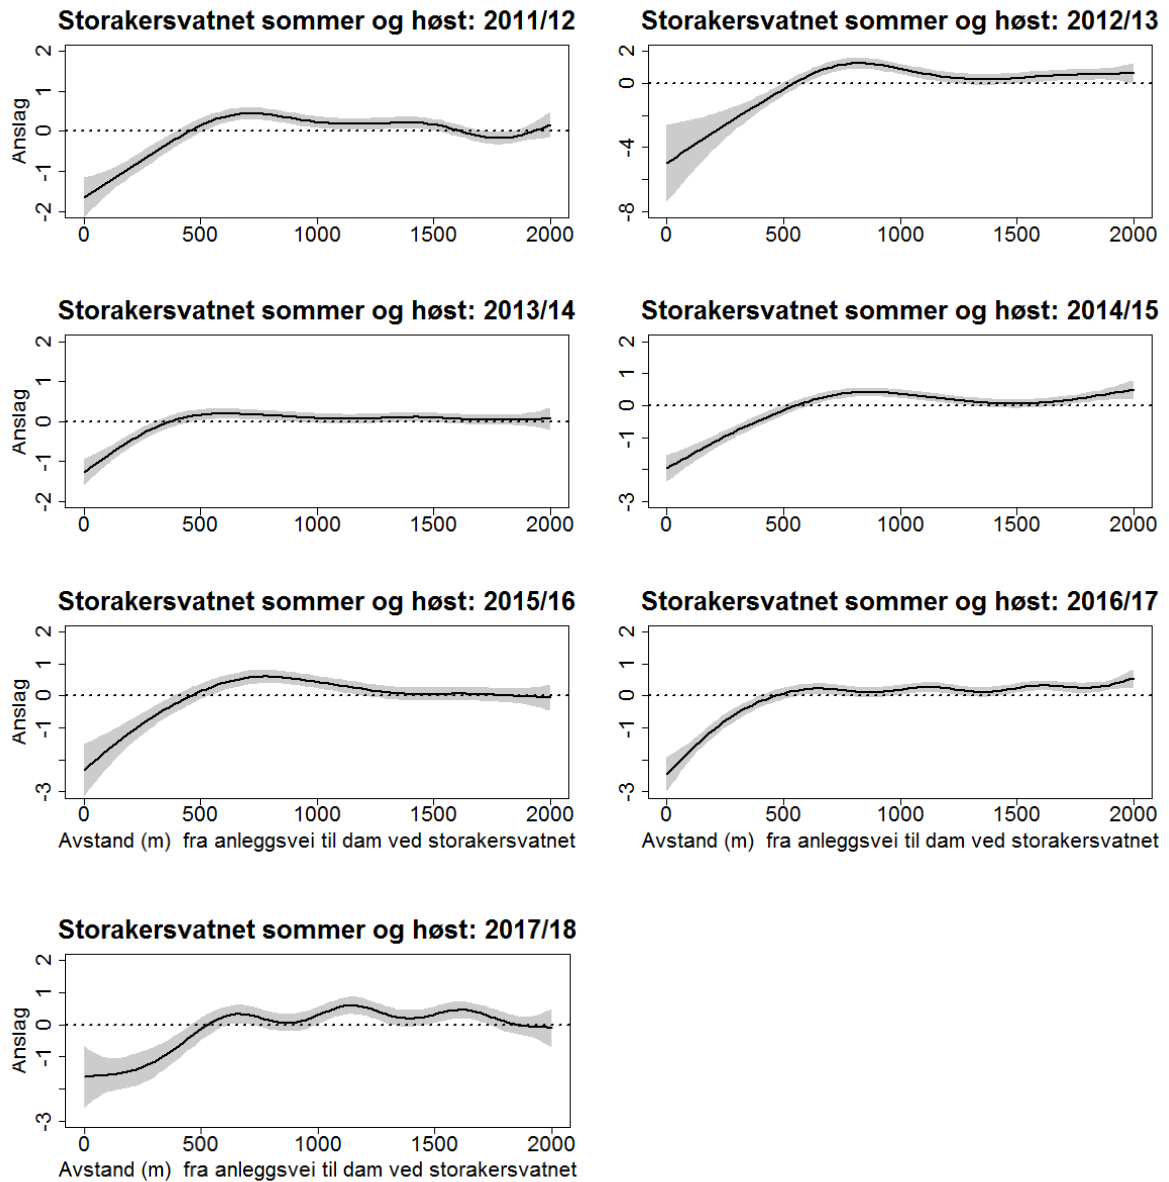 Storakersvatnet sommer og høst: 2011/12
Anslag
2
1
0
-1
-2
0 500 1000 1500 2000
Storakersvatnet sommer og høst: 2012/13
2
0
-4
-8
0 500 1000 1500 2000
Storakersvatnet sommer og høst: 2013/14
Anslag
2
1
0
-1
-2
0 500 1000 1500 2000
Storakersvatnet sommer og høst: 2014/15
2
1
0
-1
-3
0 500 1000 1500 2000
Storakersvatnet sommer og høst: 2015/16
Anslag
2
1
0
-1
-3
0 500 1000 1500 2000
Avstand (m) fra anleggsvei til dam ved storakersvatnet
Storakersvatnet sommer og høst: 2016/17
2
1
0
-1
-3
0 500 1000 1500 2000
Avstand (m) fra anleggsvei til dam ved storakersvatnet
Storakersvatnet sommer og høst: 2017/18
Anslag
2
1
0
-1
-3
0 500 1000 1500 2000
Avstand (m) fra anleggsvei til dam ved storakersvatnet